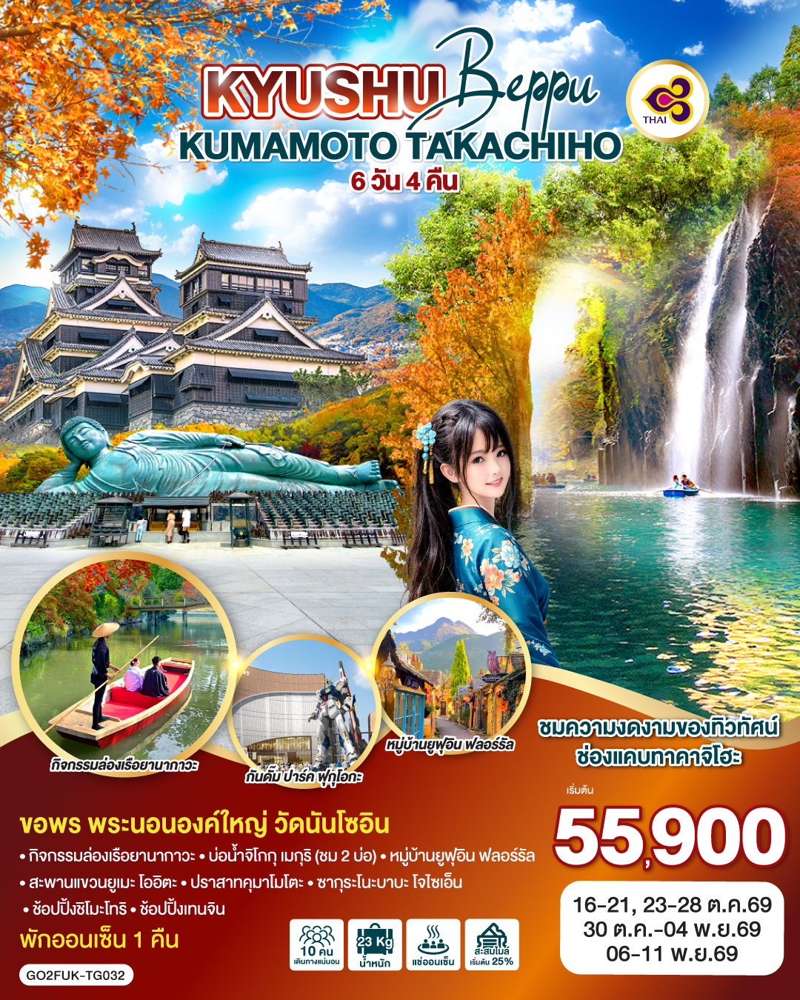 KYUSHU Beppu
THAI
KUMAMOTO TAKACHIHO
6 วัน 4 คืน
กิจกรรมล่องเรือยานากาวะ
กันดั๊ม ปาร์ค ฟุกุโอกะ
หมู่บ้านยูฟุอิน ฟลอร์รัล
ชมความงดงามของทิวทัศน์
ช่องแคบทาคาจิโฮะ
เริ่มต้น
55,900
ขอพร พระนอนองค์ใหญ่ วัดนันโซอิน
• กิจกรรมล่องเรือยานากาวะ • บ่อน้ำจิโกกุ เมกุริ (ชม 2 บ่อ) • หมู่บ้านยูฟุอิน ฟลอร์รัล
• สะพานแขวนยูเมะ โออิตะ • ปราสาทคุมาโมโตะ • ซากุระโนะบาบะ โจไซเอ็น
• ช้อปปิ้งชิโมะโทริ • ช้อปปิ้งเทนจิน
พักออนเซ็น 1 คืน
10 คน
เดินทางแน่นอน
23 Kg
น้ำหนัก
แช่ออนเซ็น
สะสมไมล์
เริ่มต้น 25%
16-21, 23-28 ต.ค.69
30 ต.ค.-04 พ.ย.69
06-11 พ.ย.69
GO2FUK-TG032